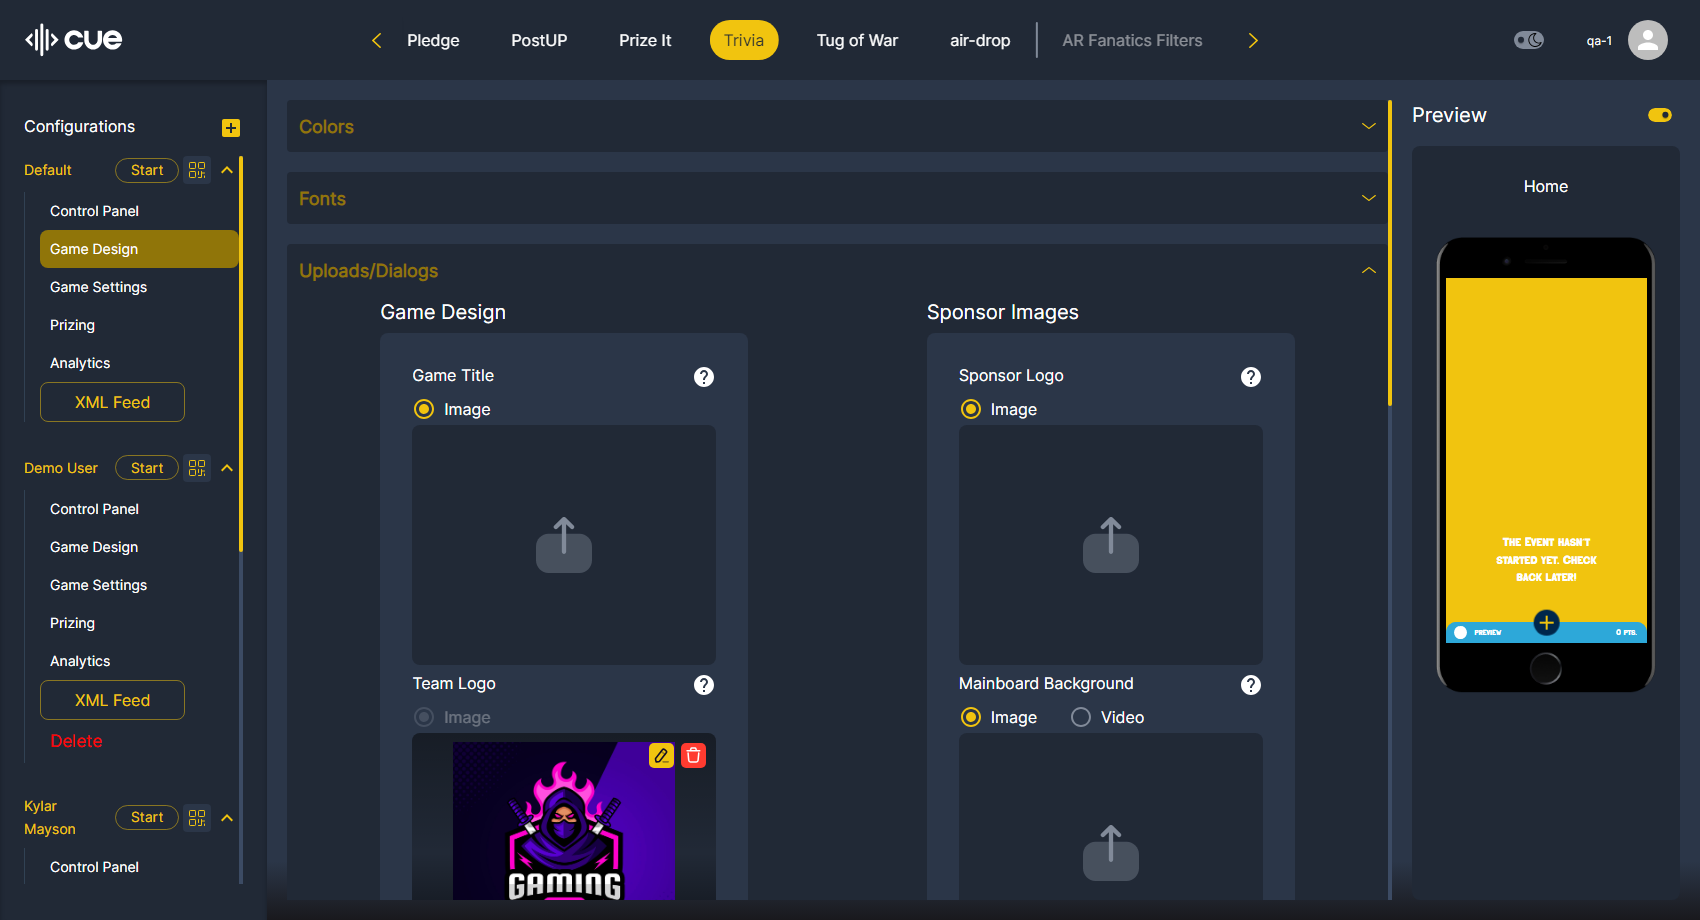 cue
Pledge
PostUP
Prize It
Trivia
Tug of War
air-drop
AR Fanatics Filters
qa-1
Configurations
Default
Start
Control Panel
Game Design
Game Settings
Prizing
Analytics
XML Feed
Demo User
Start
Control Panel
Game Design
Game Settings
Prizing
Analytics
XML Feed
Delete
Kylar
Mayson
Start
Control Panel
Colors
Fonts
Uploads/Dialogs
Game Design
Game Title
Image
Team Logo
Image
GAMING
Sponsor Images
Sponsor Logo
Image
Mainboard Background
Image
Video
Preview
Home
The Event hasn't
started yet. Check
back later!
PREVIEW
0 PTS.